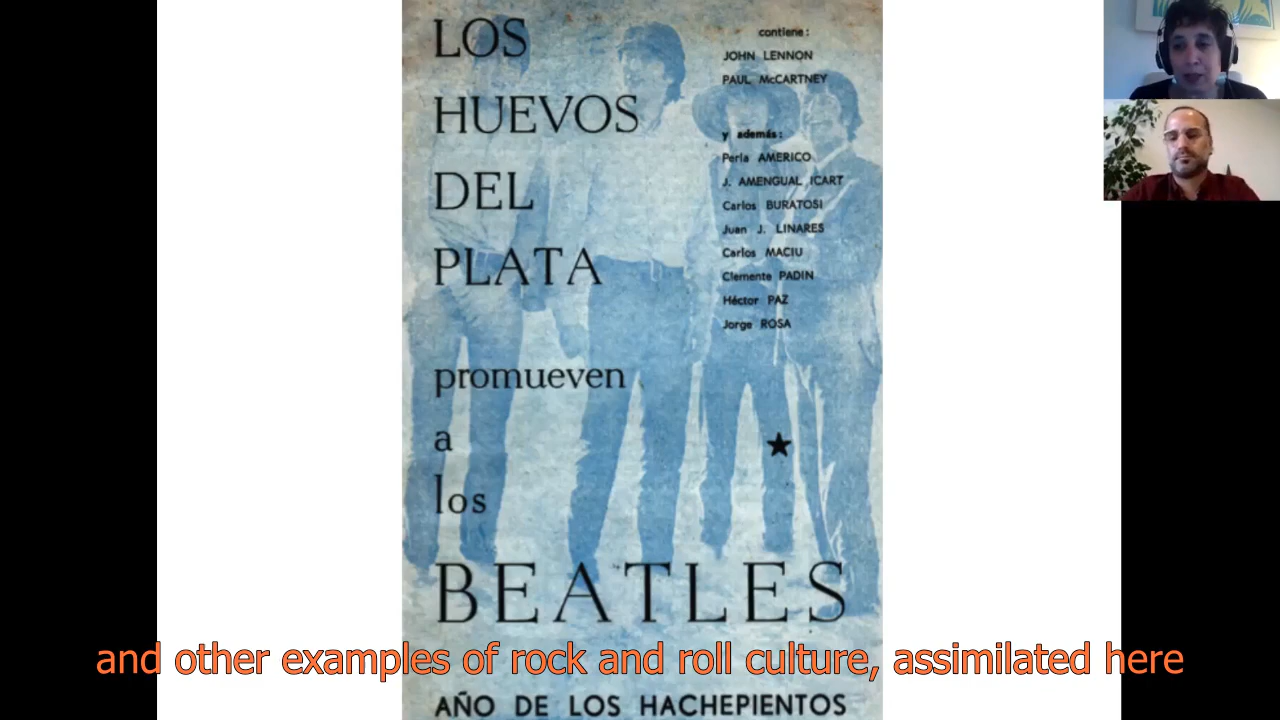 LOS
HUEVOS
DEL
PLATA
promueven
a
los
BEATLES
contiene:
JOHN LENNON
PAUL McCARTNEY
y además:
Perla AMERICO
J. AMENGUAL ICART
Carlos BURATOSI
Juan J. LINARES
Carlos MACIU
Clemente PADIN
Héctor PAZ
Jorge ROSA
and other examples of rock and roll culture, assimilated here
AÑO DE LOS HACHEPIENTOS